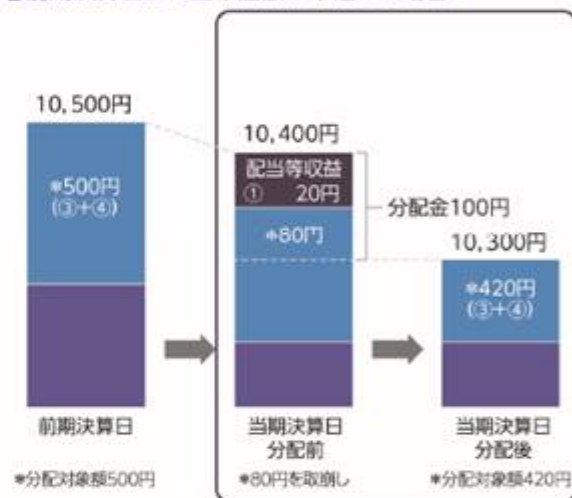 10,500円
*500円
(③+④)
前期決算日
*分配対象額500円
10,400円
配当等収益
① 20円
*80円
分配金100円
当期決算日
分配前
*80円を取崩し
10,300円
*420円
(③+④)
当期決算日
分配後
*分配対象額420円